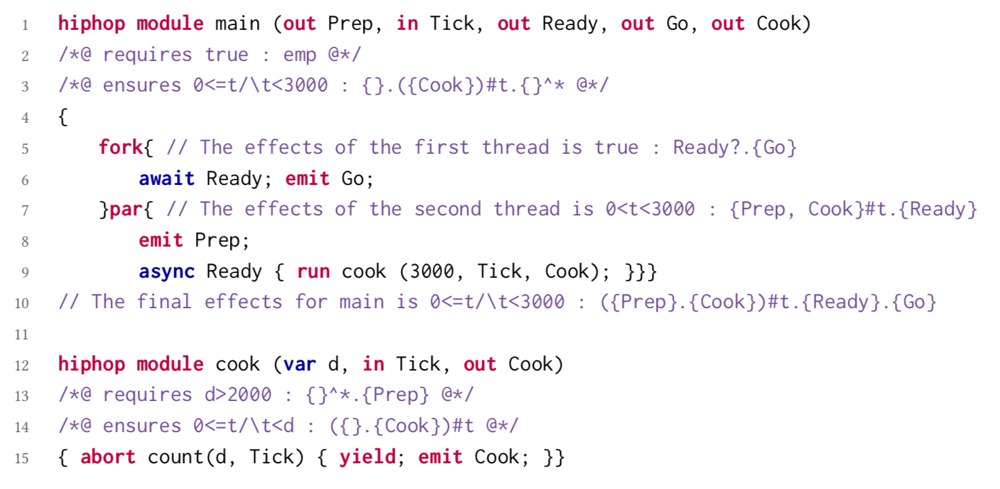 1 hiphop module main (out Prep, in Tick, out Ready, out Go, out Cook)
2 /*@ requires true : emp @*/
3 /*@ ensures 0<=t/\t<3000 : {}.({Cook})#t.{}^* @*/
4 {
5 fork{ // The effects of the first thread is true : Ready?.{Go}
6 await Ready; emit Go;
7 }par{ // The effects of the second thread is 0<t<3000 : {Prep, Cook}#t.{Ready}
8 emit Prep;
9 async Ready { run cook (3000, Tick, Cook); }}}
10 // The final effects for main is 0<=t/\t<3000 : ({Prep}.{Cook})#t.{Ready}.{Go}
11
12 hiphop module cook (var d, in Tick, out Cook)
13 /*@ requires d>2000 : {}^*.{Prep} @*/
14 /*@ ensures 0<=t/\t<d : ({}.{Cook})#t @*/
15 { abort count(d, Tick) { yield; emit Cook; }}